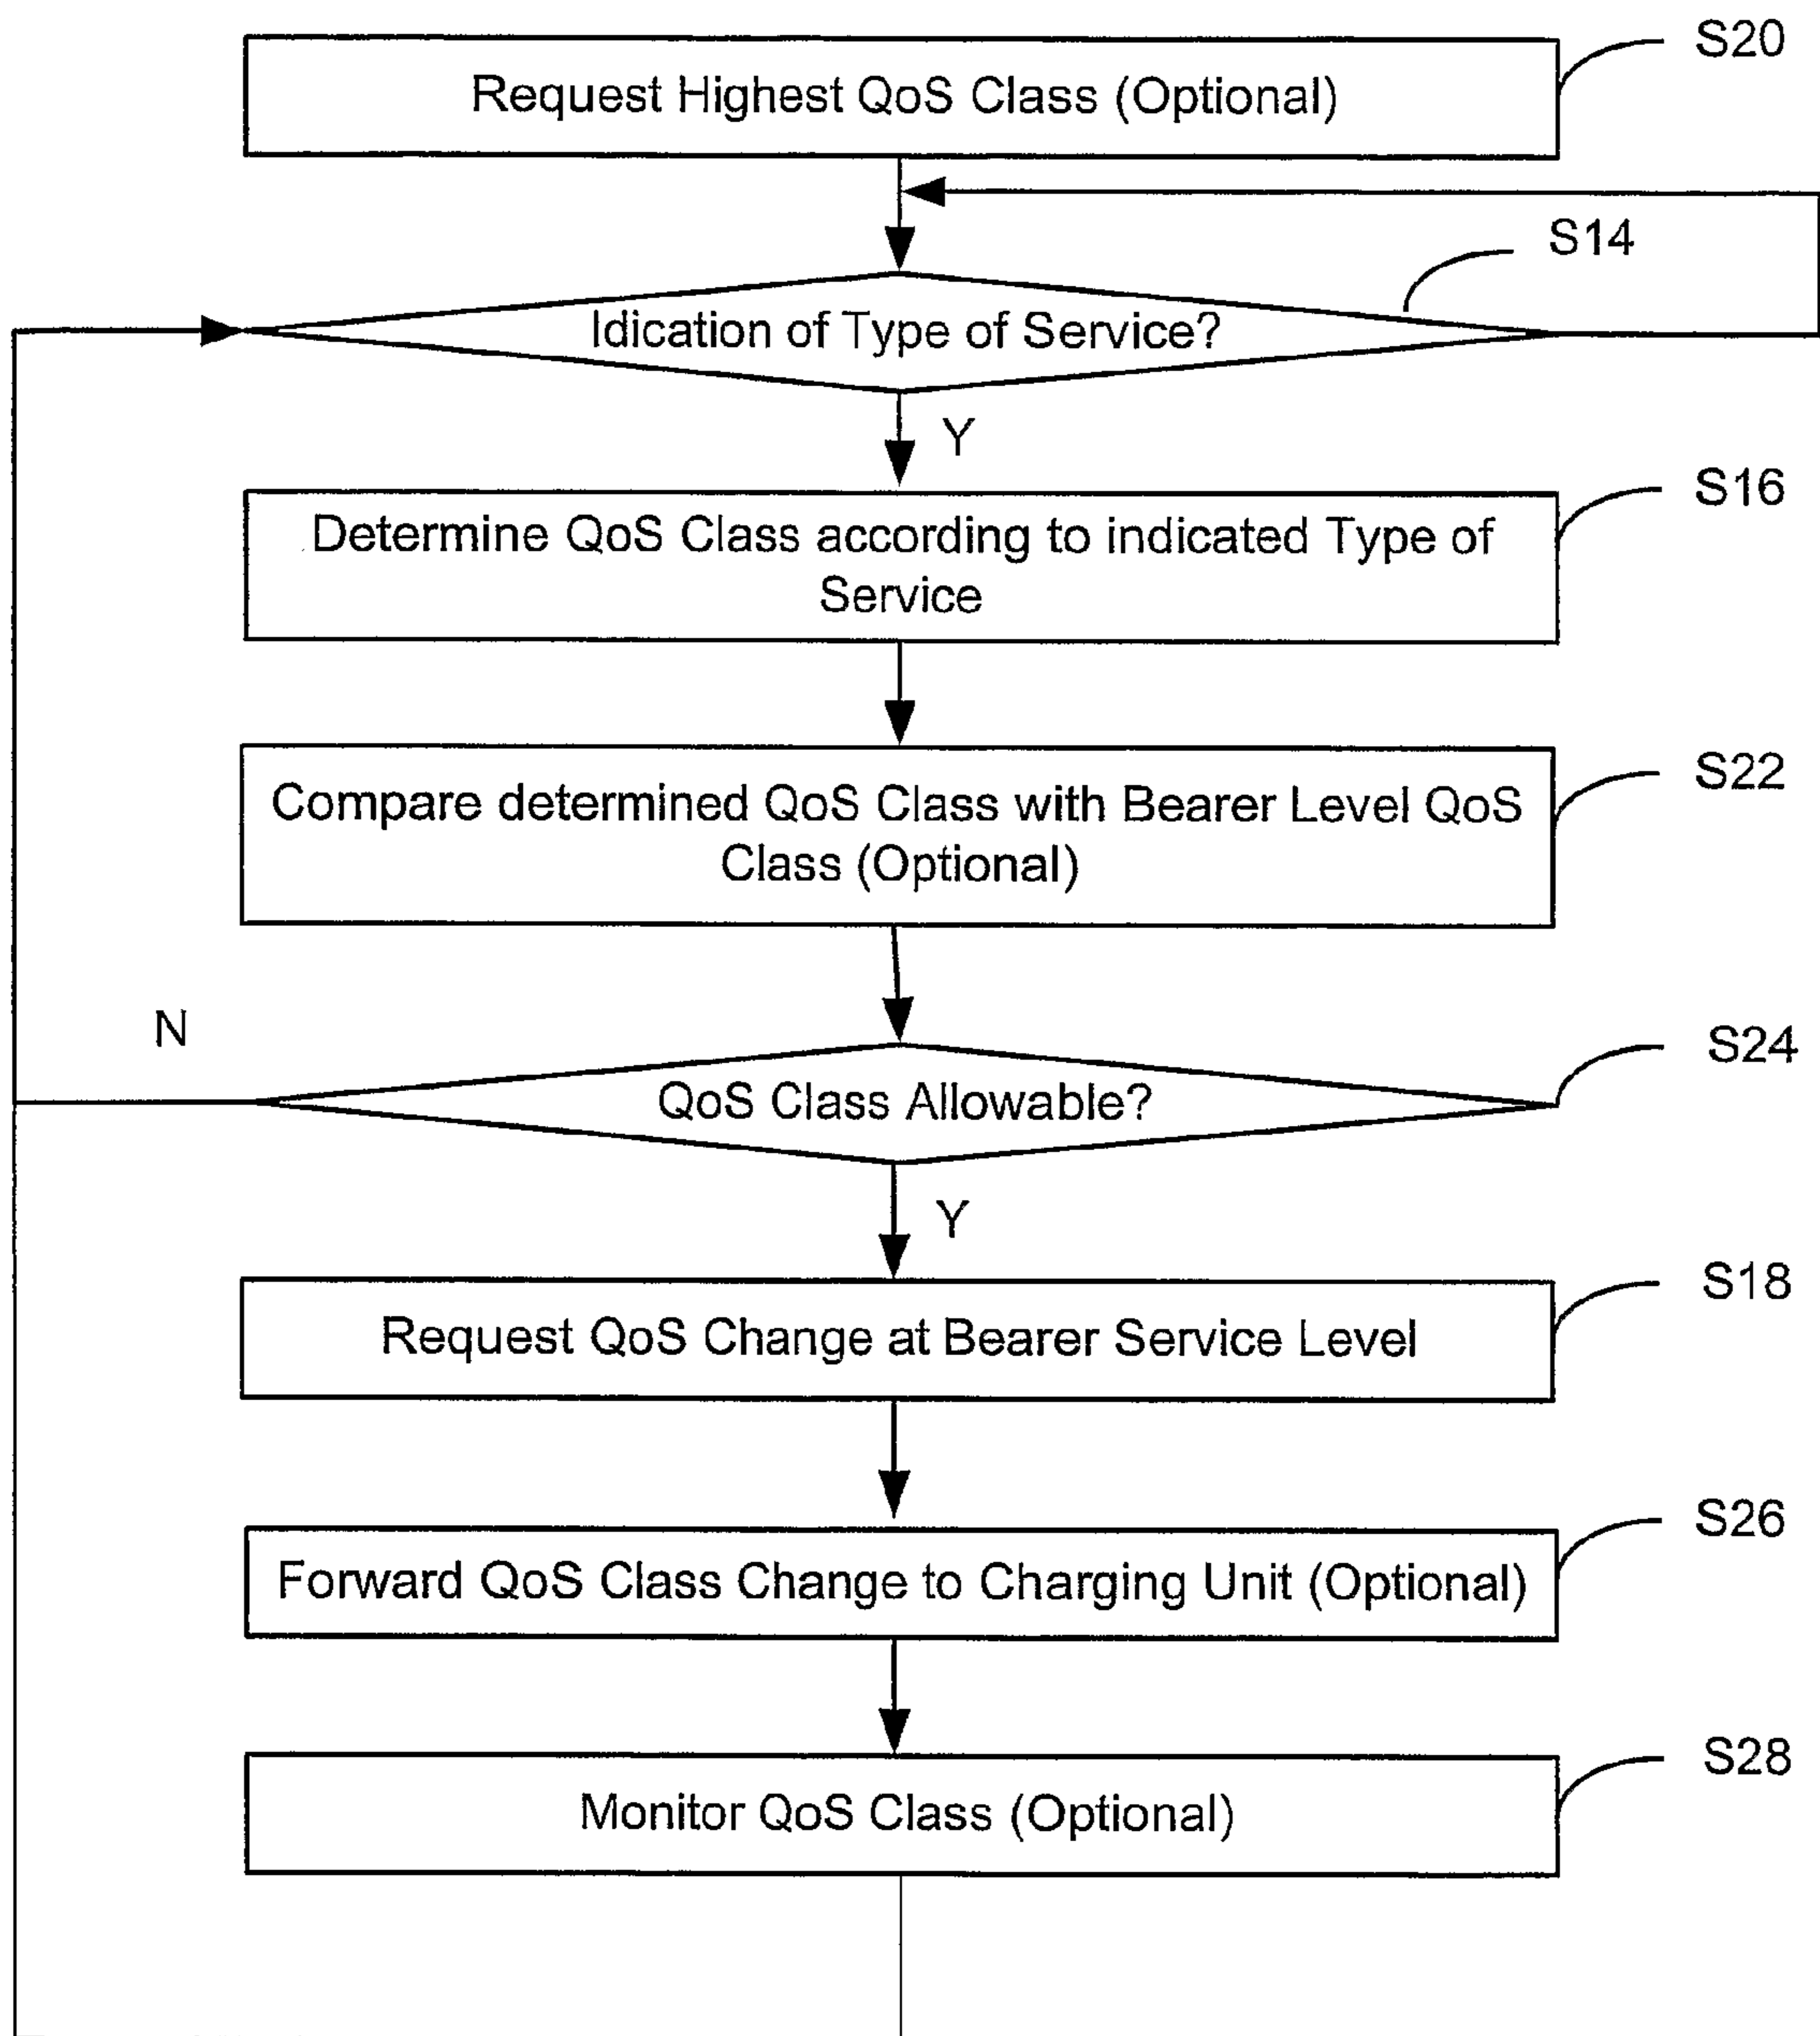 S20
Request Highest QoS Class (Optional)
S14
Idication of Type of Service?
Y
S16
Determine QoS Class according to indicated Type of
Service
S22
Compare determined QoS Class with Bearer Level QoS
Class (Optional)
N
S24
QoS Class Allowable?
Y
S18
Request QoS Change at Bearer Service Level
S26
Forward QoS Class Change to Charging Unit (Optional)
S28
Monitor QoS Class (Optional)